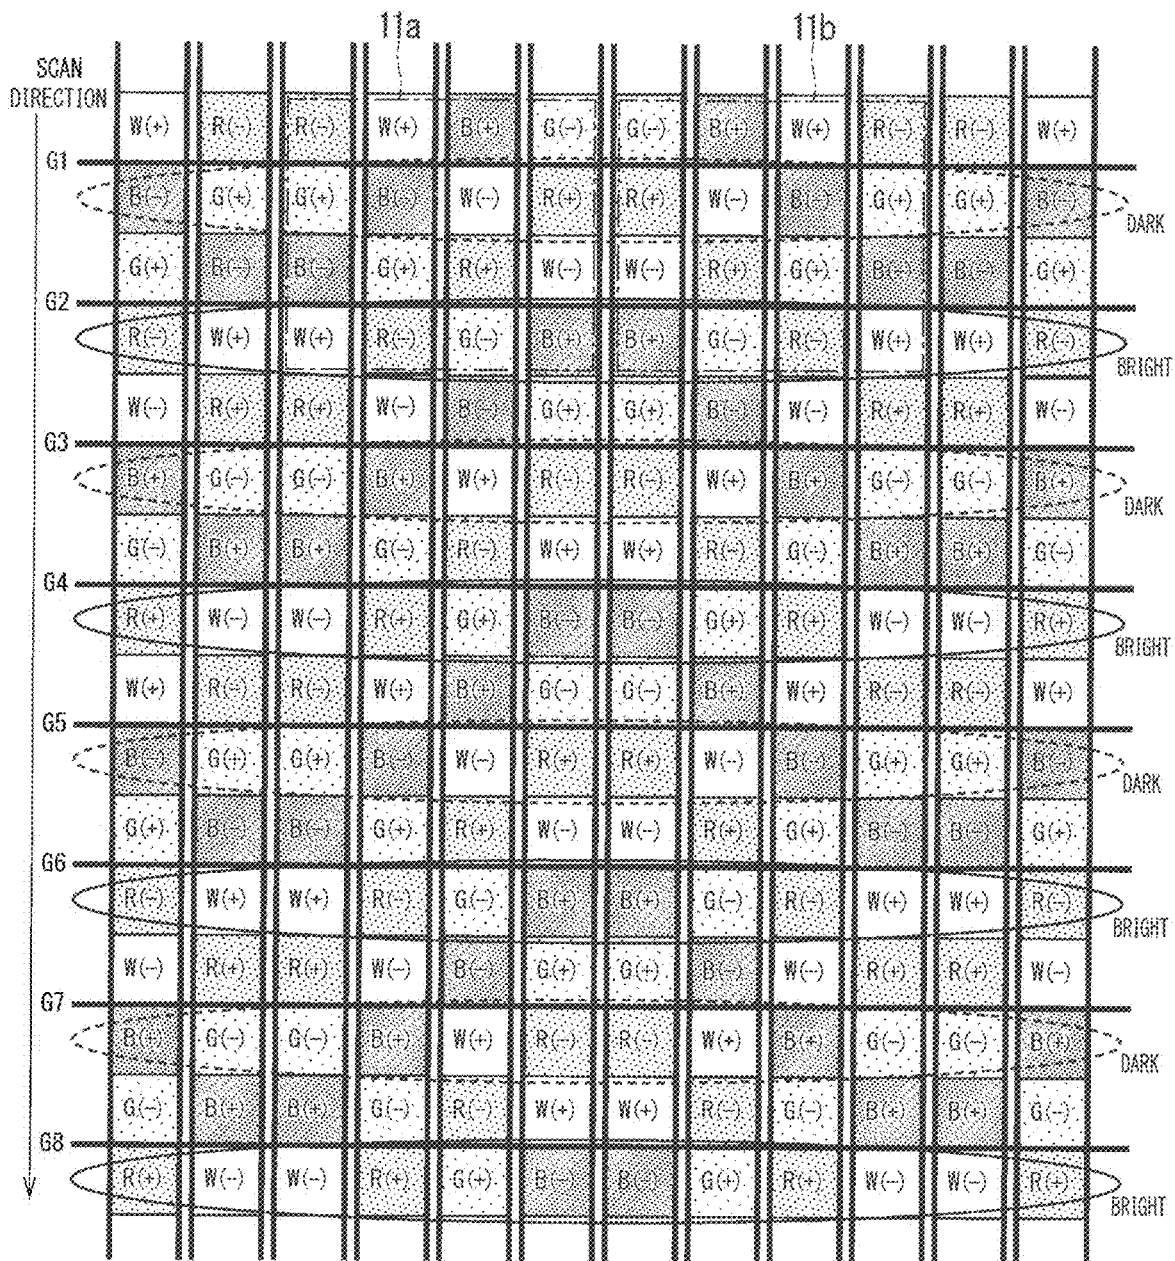 11a 11b
SCAN
DIRECTION
W(+) R(−) R(−) W(+) B(+) G(−) G(−) B(+) W(+) R(−) R(−) W(+)
G1
B(−) G(+) G(+) B(−) W(−) R(+) R(+) W(−) B(−) G(+) G(+) B(−)
DARK
G(+) B(−) B(−) G(+) R(+) W(−) W(−) R(+) G(+) B(−) B(−) G(+)
G2
R(−) W(+) W(+) R(−) G(−) B(+) B(+) G(−) R(−) W(+) W(+) R(−)
BRIGHT
W(−) R(+) R(+) W(−) B(−) G(+) G(+) B(−) W(−) R(+) R(+) W(−)
G3
B(+) G(−) G(−) B(+) W(+) R(−) R(−) W(+) B(+) G(−) G(−) B(+)
DARK
G(−) B(+) B(+) G(−) R(−) W(+) W(+) R(−) G(−) B(+) B(+) G(−)
G4
R(+) W(−) W(−) R(+) G(+) B(−) B(−) G(+) R(+) W(−) W(−) R(+)
BRIGHT
W(+) R(−) R(−) W(+) B(+) G(−) G(−) B(+) W(+) R(−) R(−) W(+)
G5
B(−) G(+) G(+) B(−) W(−) R(+) R(+) W(−) B(−) G(+) G(+) B(−)
DARK
G(+) B(−) B(−) G(+) R(+) W(−) W(−) R(+) G(+) B(−) B(−) G(+)
G6
R(−) W(+) W(+) R(−) G(−) B(+) B(+) G(−) R(−) W(+) W(+) R(−)
BRIGHT
W(−) R(+) R(+) W(−) B(−) G(+) G(+) B(−) W(−) R(+) R(+) W(−)
G7
B(+) G(−) G(−) B(+) W(+) R(−) R(−) W(+) B(+) G(−) G(−) B(+)
DARK
G(−) B(+) B(+) G(−) R(−) W(+) W(+) R(−) G(−) B(+) B(+) G(−)
G8
R(+) W(−) W(−) R(+) G(+) B(−) B(−) G(+) R(+) W(−) W(−) R(+)
BRIGHT